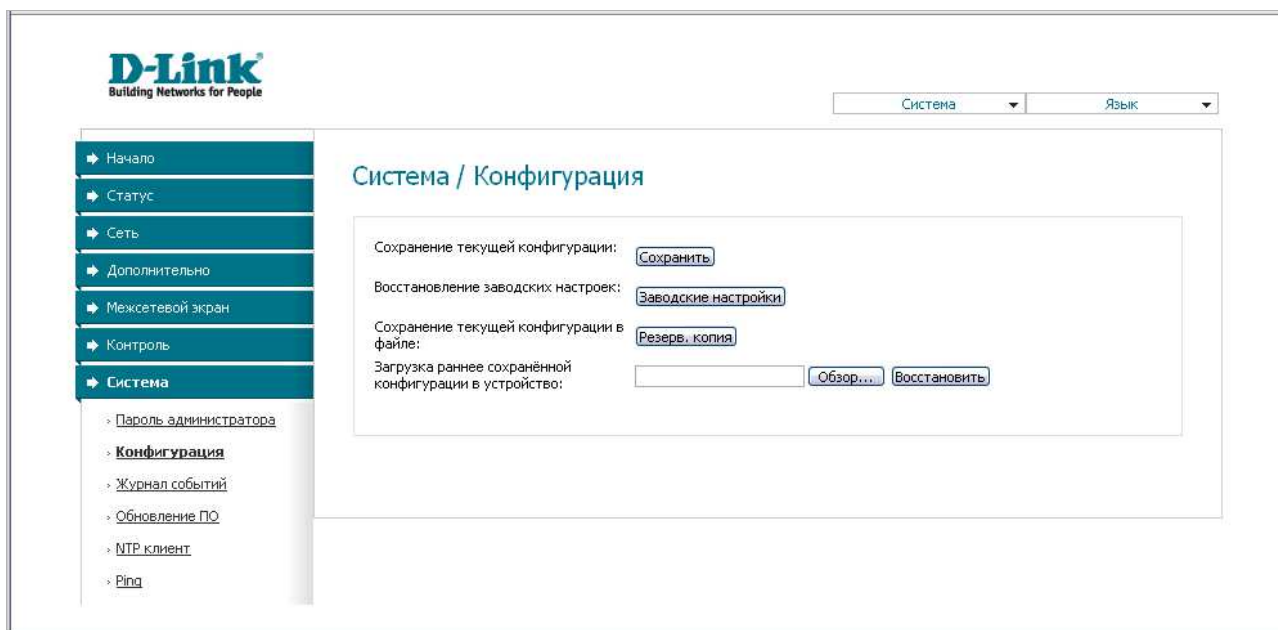 D-Link
Building Networks for People
Система
Язык
Начало
Статус
Сеть
Дополнительно
Межсетевой экран
Контроль
Система
Пароль администратора
Конфигурация
Журнал событий
Обновление ПО
NTP клиент
Ping
Система / Конфигурация
Сохранение текущей конфигурации:
Сохранить
Восстановление заводских настроек:
Заводские настройки
Сохранение текущей конфигурации в
файле:
Резерв. копия
Загрузка раннее сохранённой
конфигурации в устройство:
Обзор... Восстановить